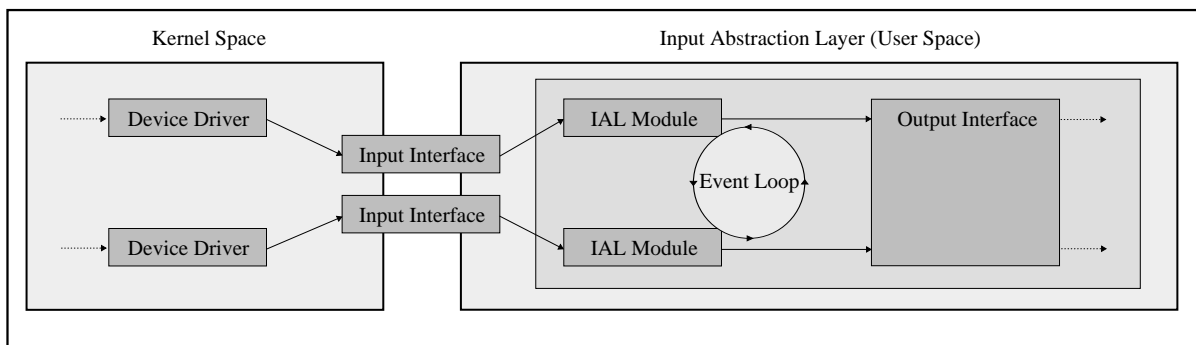 Kernel Space
Input Abstraction Layer (User Space)
Device Driver
IAL Module
Output Interface
Input Interface
Event Loop
Input Interface
Device Driver
IAL Module